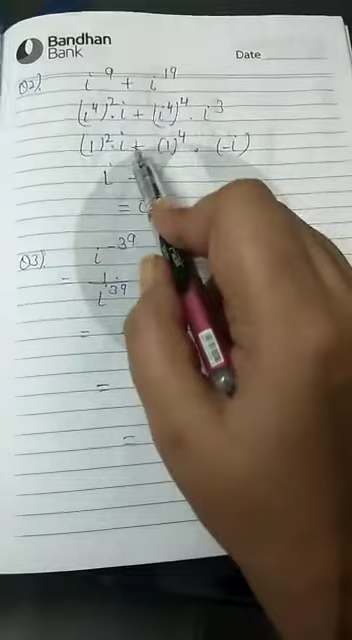 Bandhan
Bank
Date
Q2) i⁹ + i¹⁹
(i⁴)²·i + (i⁴)⁴ · i³
(1)²·i + (1)⁴ · (-i)
i -
=
Q3) i⁻³⁹
= 1/i³⁹
=
=
=